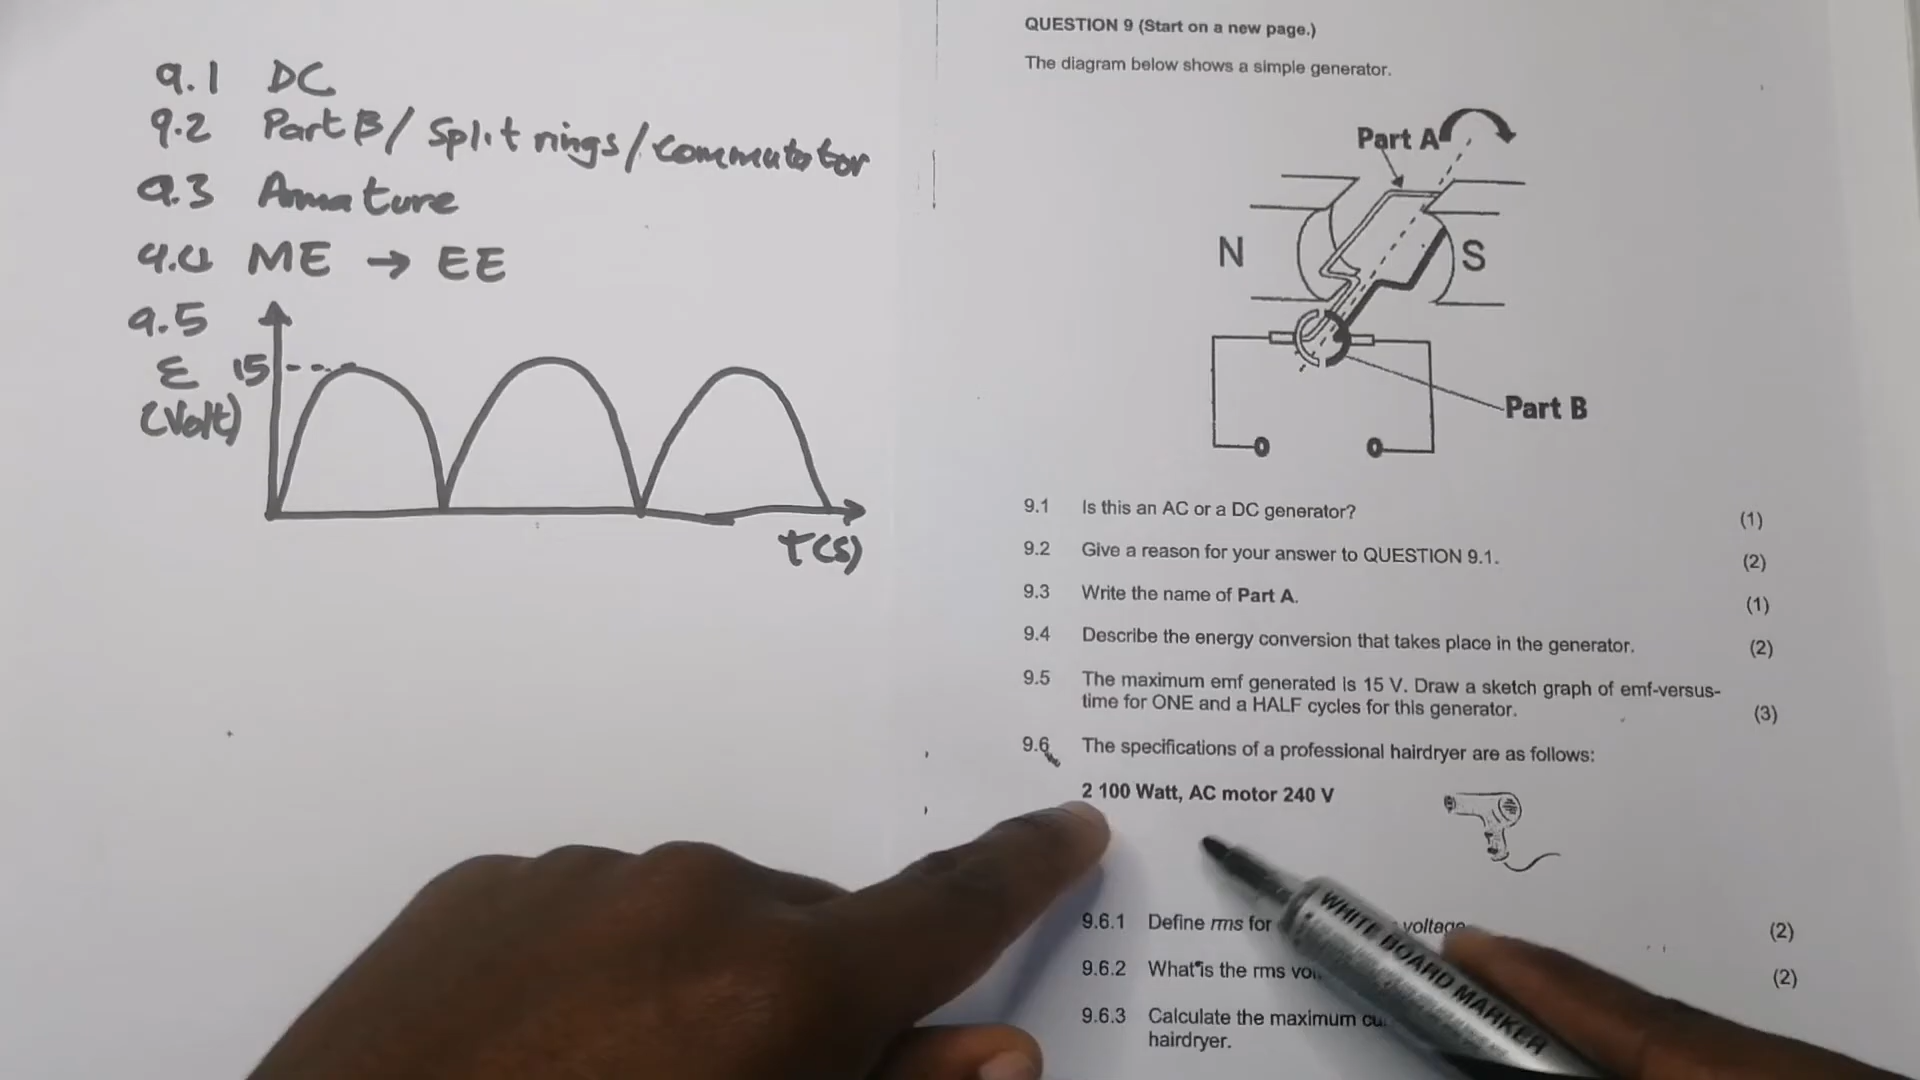 9.1 DC
9.2 Part B/ Split rings/commutator
9.3 Armature
9.4 ME → EE
9.5
ε 15
(Volt)
t(s)
QUESTION 9 (Start on a new page.)
The diagram below shows a simple generator.
Part A
N S
Part B
9.1 Is this an AC or a DC generator? (1)
9.2 Give a reason for your answer to QUESTION 9.1. (2)
9.3 Write the name of Part A. (1)
9.4 Describe the energy conversion that takes place in the generator. (2)
9.5 The maximum emf generated is 15 V. Draw a sketch graph of emf-versus-
time for ONE and a HALF cycles for this generator. (3)
9.6 The specifications of a professional hairdryer are as follows:
2 100 Watt, AC motor 240 V
9.6.1 Define rms for voltage (2)
9.6.2 What is the rms (2)
9.6.3 Calculate the maximum
hairdryer.
WHITE BOARD MARKER